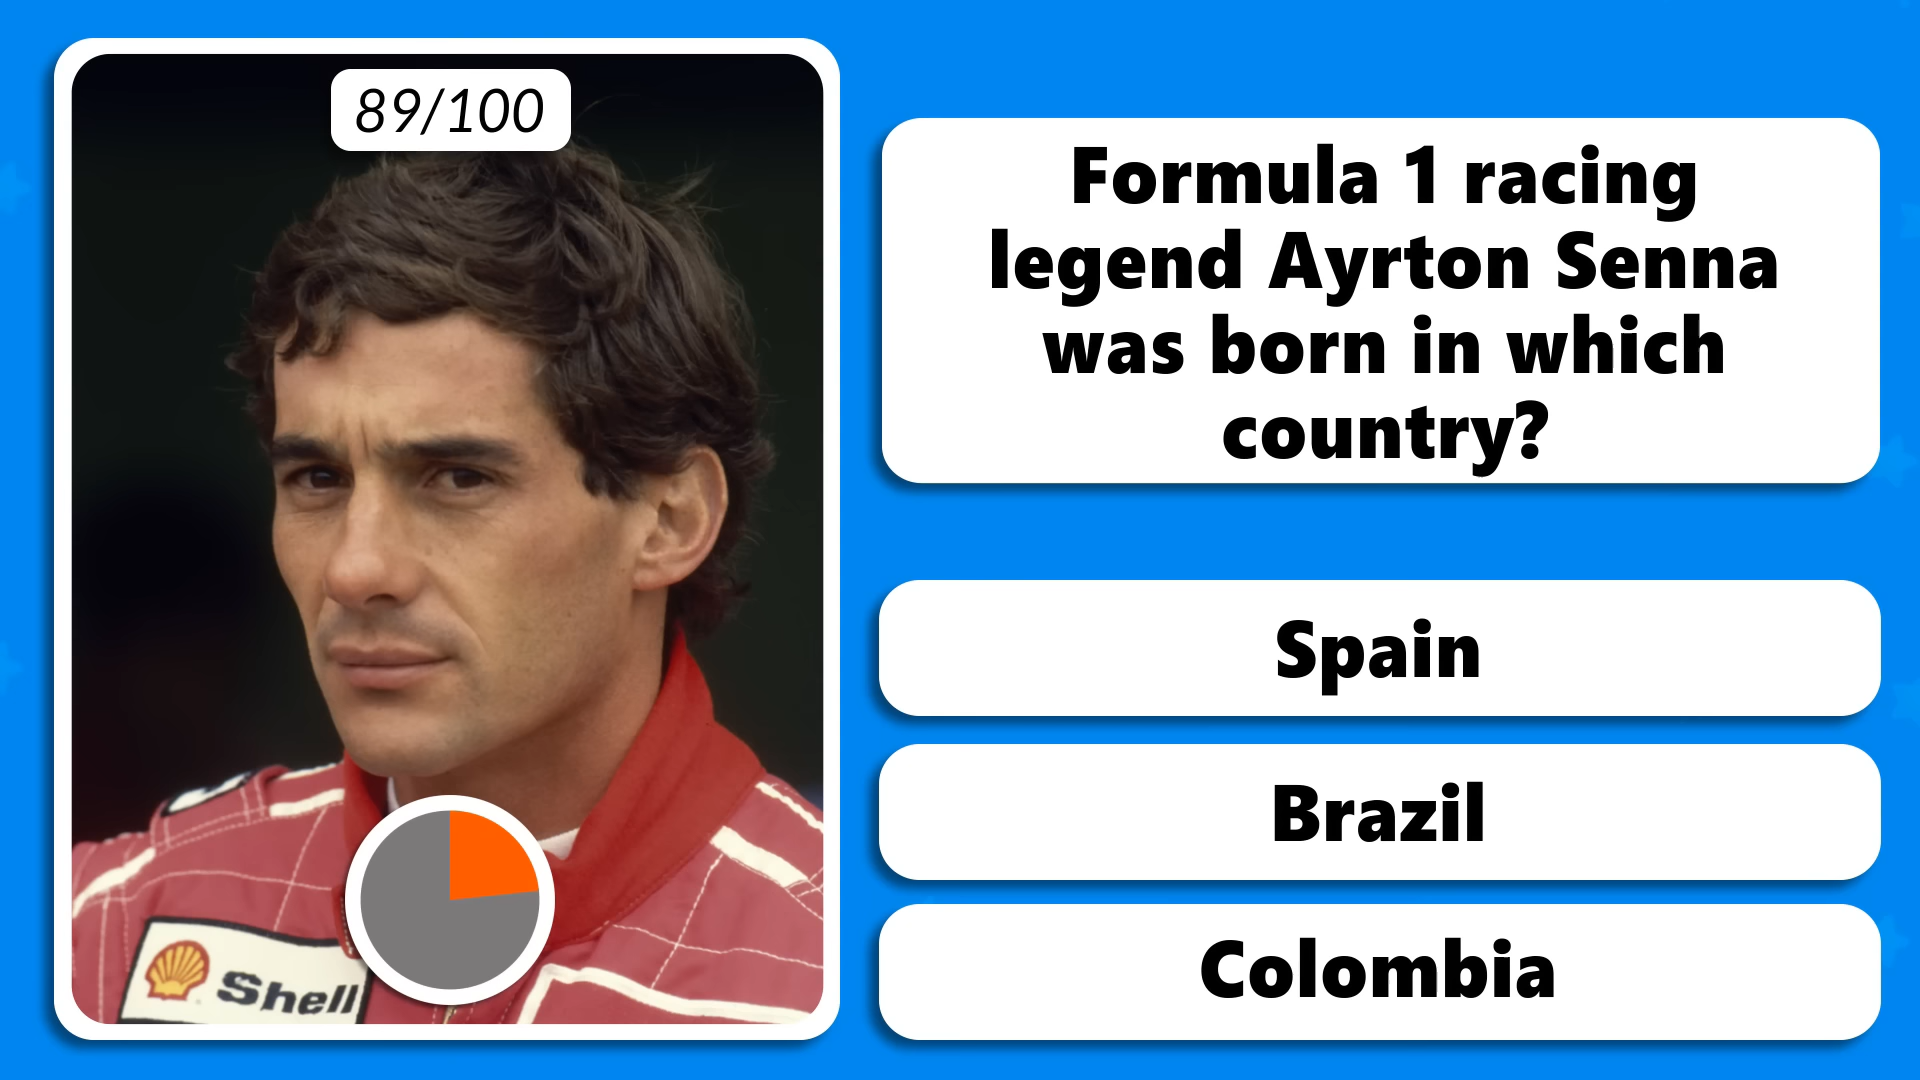 89/100
Formula 1 racing
legend Ayrton Senna
was born in which
country?
Spain
Brazil
Colombia
Shell